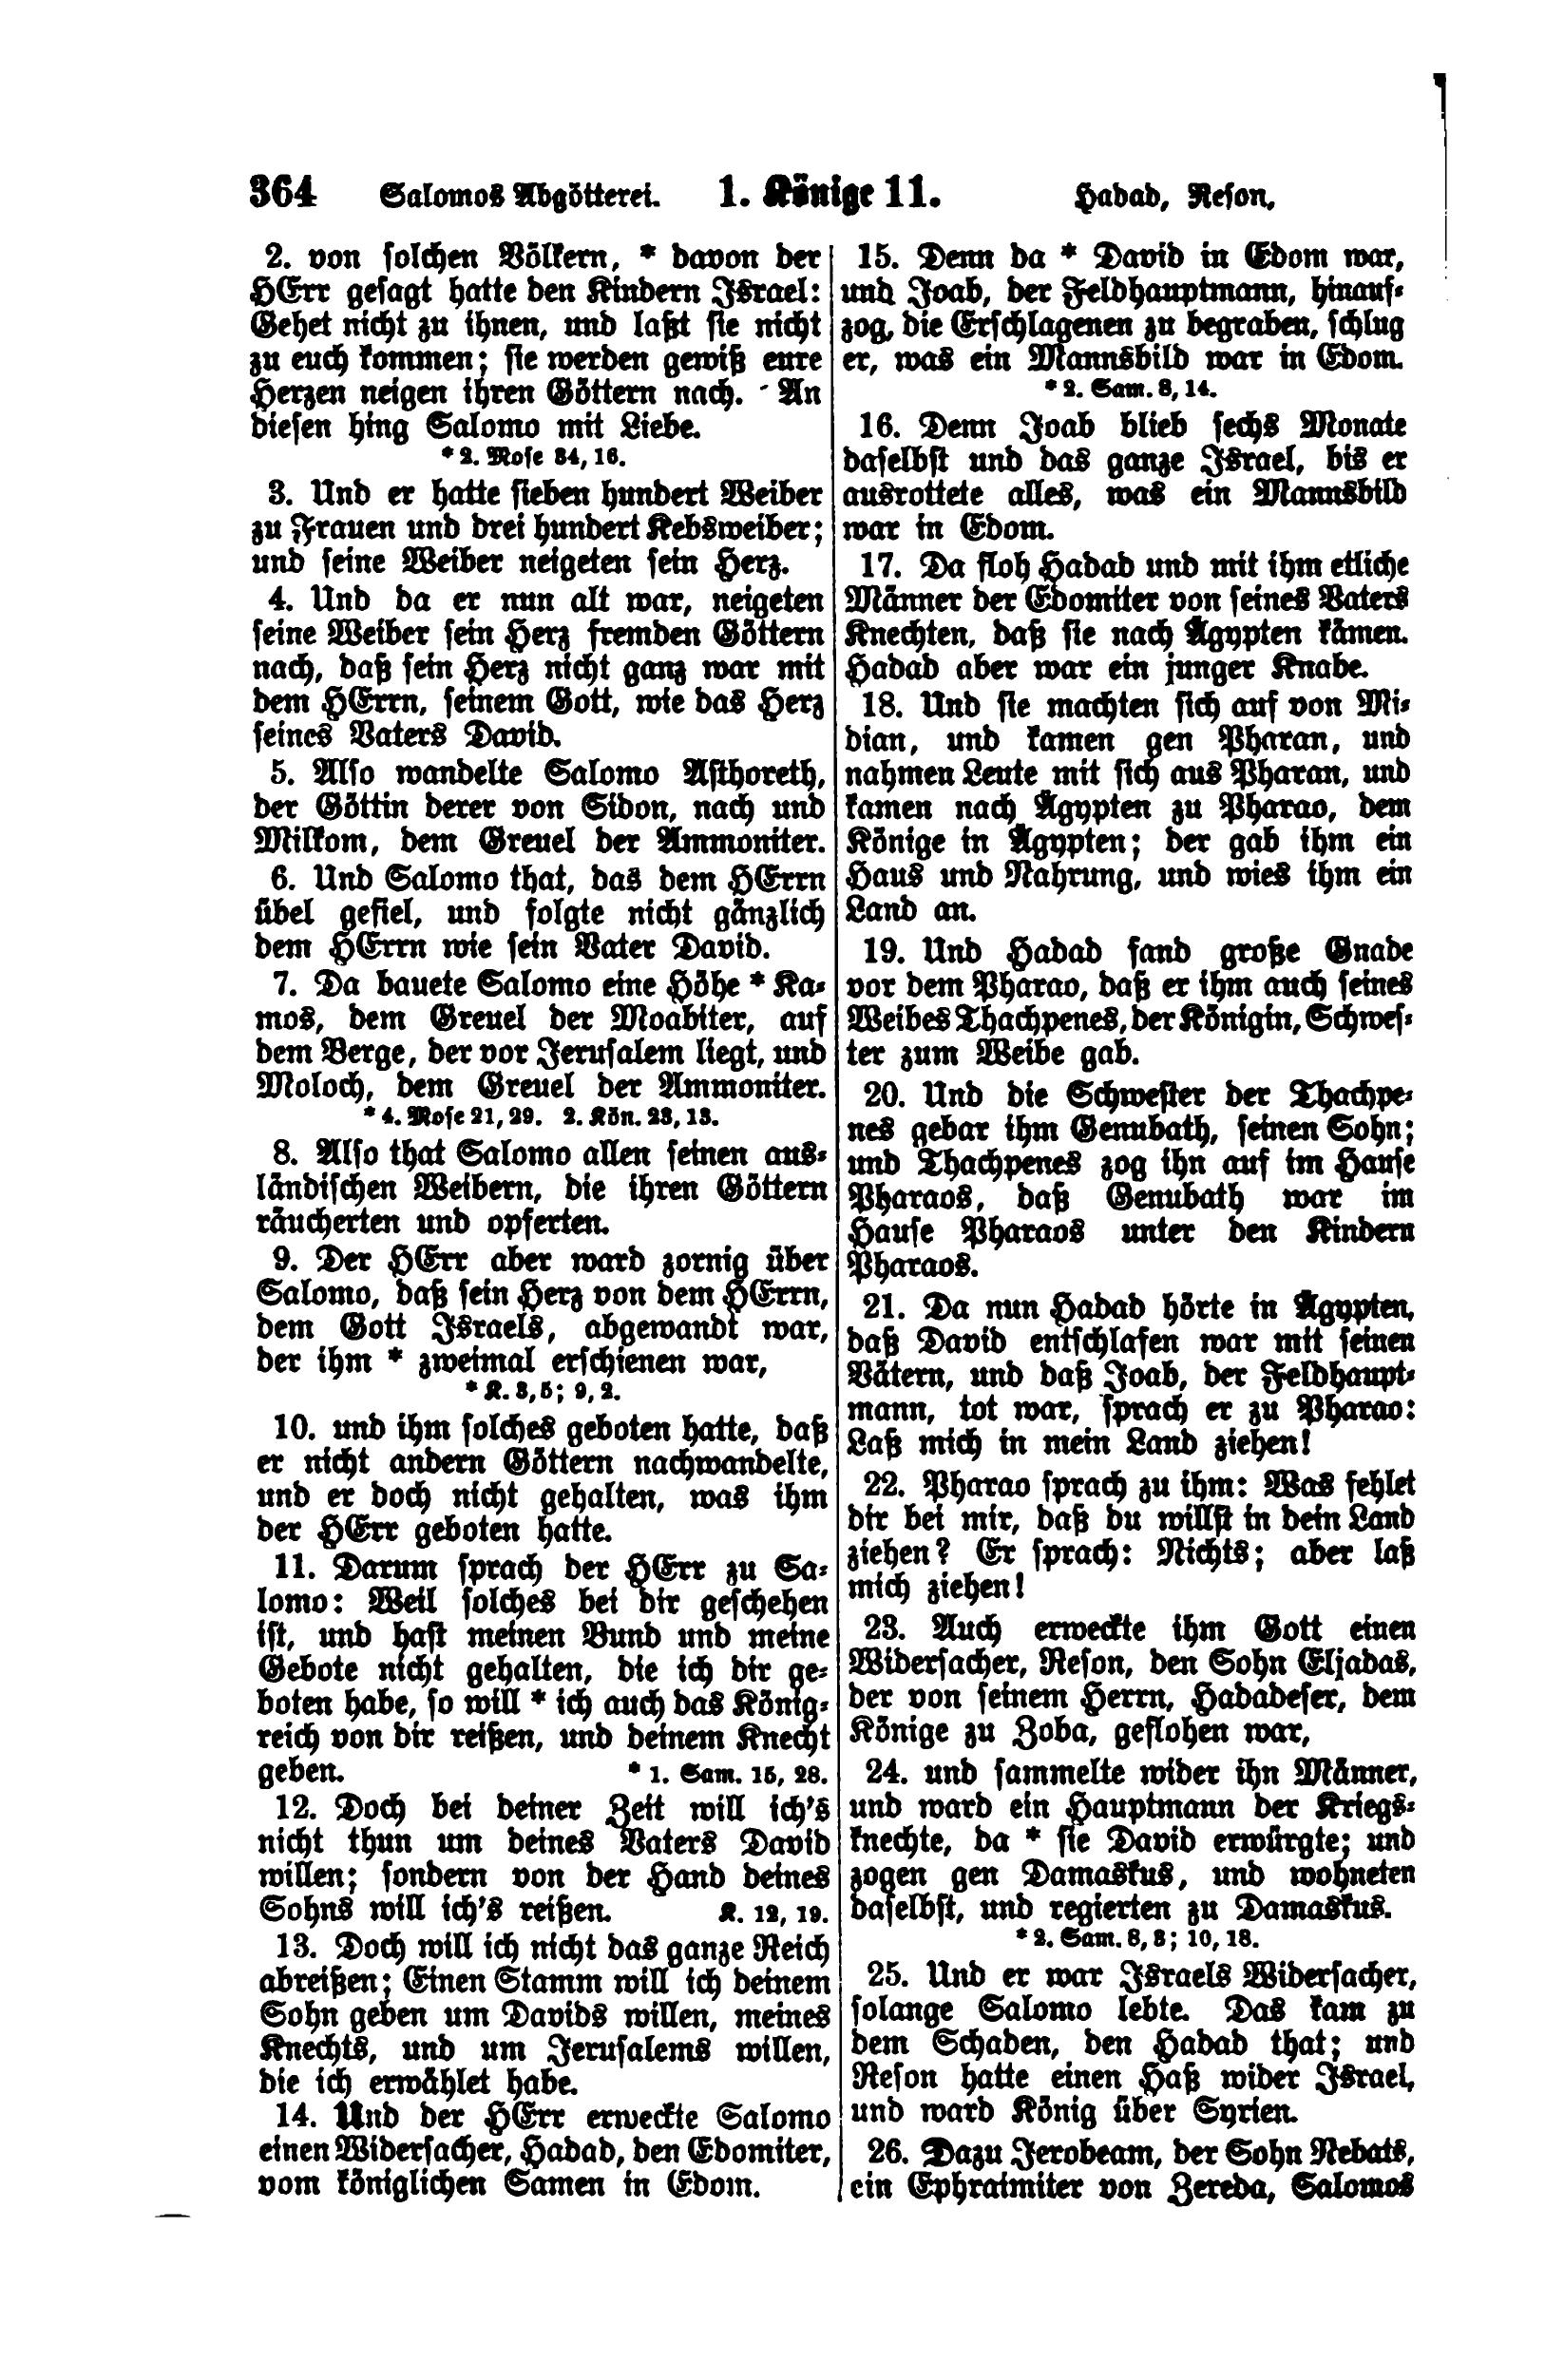 364 Salomos Abgötterei. 1. Könige 11. Hadad, Reson,
2. von solchen Völkern, * davon der
HErr gesagt hatte den Kindern Israel:
Gehet nicht zu ihnen, und laßt sie nicht
zu euch kommen; sie werden gewiß eure
Herzen neigen ihren Göttern nach. An
diesen hing Salomo mit Liebe.
* 2. Mose 34, 16.
3. Und er hatte sieben hundert Weiber
zu Frauen und drei hundert Kebsweiber;
und seine Weiber neigeten sein Herz.
4. Und da er nun alt war, neigeten
seine Weiber sein Herz fremden Göttern
nach, daß sein Herz nicht ganz war mit
dem HErrn, seinem Gott, wie das Herz
seines Vaters David.
5. Also wandelte Salomo Asthoreth,
der Göttin derer von Sidon, nach und
Milkom, dem Greuel der Ammoniter.
6. Und Salomo that, das dem HErrn
übel gefiel, und folgte nicht gänzlich
dem HErrn wie sein Vater David.
7. Da bauete Salomo eine Höhe * Ka-
mos, dem Greuel der Moabiter, auf
dem Berge, der vor Jerusalem liegt, und
Moloch, dem Greuel der Ammoniter.
* 4. Mose 21, 29. 2. Kön. 23, 13.
8. Also that Salomo allen seinen aus-
ländischen Weibern, die ihren Göttern
räucherten und opferten.
9. Der HErr aber ward zornig über
Salomo, daß sein Herz von dem HErrn,
dem Gott Israels, abgewandt war,
der ihm * zweimal erschienen war,
* K. 3, 5; 9, 2.
10. und ihm solches geboten hatte, daß
er nicht andern Göttern nachwandelte,
und er doch nicht gehalten, was ihm
der HErr geboten hatte.
11. Darum sprach der HErr zu Sa-
lomo: Weil solches bei dir geschehen
ist, und hast meinen Bund und meine
Gebote nicht gehalten, die ich dir ge-
boten habe, so will * ich auch das König-
reich von dir reißen, und deinem Knecht
geben. * 1. Sam. 15, 28.
12. Doch bei deiner Zeit will ich's
nicht thun um deines Vaters David
willen; sondern von der Hand deines
Sohns will ich's reißen. K. 12, 19.
13. Doch will ich nicht das ganze Reich
abreißen; Einen Stamm will ich deinem
Sohn geben um Davids willen, meines
Knechts, und um Jerusalems willen,
die ich erwählet habe.
14. Und der HErr erweckte Salomo
einen Widersacher, Hadad, den Edomiter,
vom königlichen Samen in Edom.
15. Denn da * David in Edom war,
und Joab, der Feldhauptmann, hinauf-
zog, die Erschlagenen zu begraben, schlug
er, was ein Mannsbild war in Edom.
* 2. Sam. 8, 14.
16. Denn Joab blieb sechs Monate
daselbst und das ganze Israel, bis er
ausrottete alles, was ein Mannsbild
war in Edom.
17. Da floh Hadad und mit ihm etliche
Männer der Edomiter von seines Vaters
Knechten, daß sie nach Ägypten kämen.
Hadad aber war ein junger Knabe.
18. Und sie machten sich auf von Mi-
dian, und kamen gen Pharan, und
nahmen Leute mit sich aus Pharan, und
kamen nach Ägypten zu Pharao, dem
Könige in Ägypten; der gab ihm ein
Haus und Nahrung, und wies ihm ein
Land an.
19. Und Hadad fand große Gnade
vor dem Pharao, daß er ihm auch seines
Weibes Thachpenes, der Königin, Schwes-
ter zum Weibe gab.
20. Und die Schwester der Thachpe-
nes gebar ihm Genubath, seinen Sohn;
und Thachpenes zog ihn auf im Hause
Pharaos, daß Genubath war im
Hause Pharaos unter den Kindern
Pharaos.
21. Da nun Hadad hörte in Ägypten,
daß David entschlafen war mit seinen
Vätern, und daß Joab, der Feldhaupt-
mann, tot war, sprach er zu Pharao:
Laß mich in mein Land ziehen!
22. Pharao sprach zu ihm: Was fehlet
dir bei mir, daß du willst in dein Land
ziehen? Er sprach: Nichts; aber laß
mich ziehen!
23. Auch erweckte ihm Gott einen
Widersacher, Reson, den Sohn Eljadas,
der von seinem Herrn, Hadadeser, dem
Könige zu Zoba, geflohen war,
24. und sammelte wider ihn Männer,
und ward ein Hauptmann der Kriegs-
knechte, da * sie David erwürgte; und
zogen gen Damaskus, und wohneten
daselbst, und regierten zu Damaskus.
* 2. Sam. 8, 3; 10, 18.
25. Und er war Israels Widersacher,
solange Salomo lebte. Das kam zu
dem Schaden, den Hadad that; und
Reson hatte einen Haß wider Israel,
und ward König über Syrien.
26. Dazu Jerobeam, der Sohn Nebats,
ein Ephraimiter von Zereda, Salomos